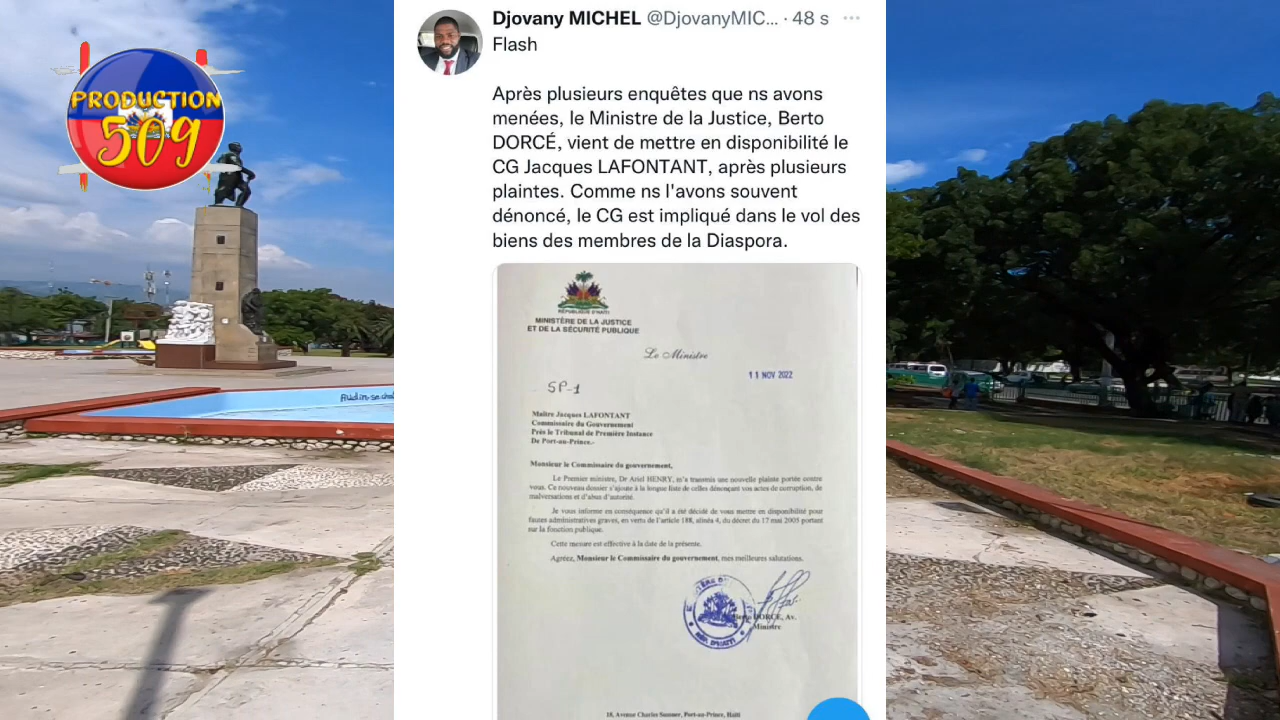 PRODUCTION
509
Djovany MICHEL @DjovanyMIC... · 48 s
Flash
Après plusieurs enquêtes que ns avons
menées, le Ministre de la Justice, Berto
DORCÉ, vient de mettre en disponibilité le
CG Jacques LAFONTANT, après plusieurs
plaintes. Comme ns l'avons souvent
dénoncé, le CG est impliqué dans le vol des
biens des membres de la Diaspora.
RÉPUBLIQUE D'HAÏTI
MINISTÈRE DE LA JUSTICE
ET DE LA SÉCURITÉ PUBLIQUE
Le Ministre
11 NOV 2022
SP-1
Maître Jacques LAFONTANT
Commissaire du Gouvernement
Près le Tribunal de Première Instance
De Port-au-Prince.-
Monsieur le Commissaire du gouvernement,
Le Premier ministre, Dr Ariel HENRY, m'a transmis une nouvelle plainte portée contre
vous. Ce nouveau dossier s'ajoute à la longue liste de celles dénonçant vos actes de corruption, de
malversations et d'abus d'autorité.
Je vous informe en conséquence qu'il a été décidé de vous mettre en disponibilité pour
fautes administratives graves, en vertu de l'article 188, alinéa 4, du décret du 17 mai 2005 portant
sur la fonction publique.
Cette mesure est effective à la date de la présente.
Agréez, Monsieur le Commissaire du gouvernement, mes meilleures salutations.
DORCE, Av.
Ministre
18, Avenue Charles Sumner, Port-au-Prince, Haïti